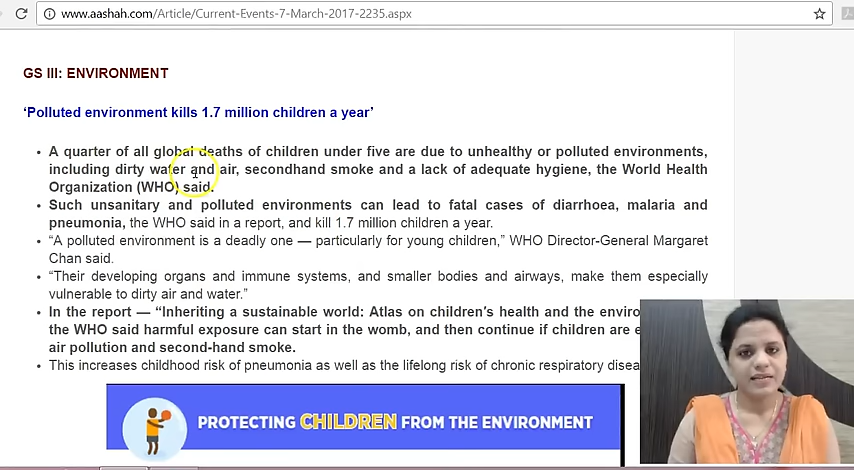 www.aashah.com/Article/Current-Events-7-March-2017-2235.aspx
GS III: ENVIRONMENT
‘Polluted environment kills 1.7 million children a year’
• A quarter of all global deaths of children under five are due to unhealthy or polluted environments,
including dirty water and air, secondhand smoke and a lack of adequate hygiene, the World Health
Organization (WHO) said.
• Such unsanitary and polluted environments can lead to fatal cases of diarrhoea, malaria and
pneumonia, the WHO said in a report, and kill 1.7 million children a year.
• “A polluted environment is a deadly one — particularly for young children,” WHO Director-General Margaret
Chan said.
• “Their developing organs and immune systems, and smaller bodies and airways, make them especially
vulnerable to dirty air and water.”
• In the report — “Inheriting a sustainable world: Atlas on children's health and the enviro
the WHO said harmful exposure can start in the womb, and then continue if children are e
air pollution and second-hand smoke.
• This increases childhood risk of pneumonia as well as the lifelong risk of chronic respiratory disea
PROTECTING CHILDREN FROM THE ENVIRONMENT